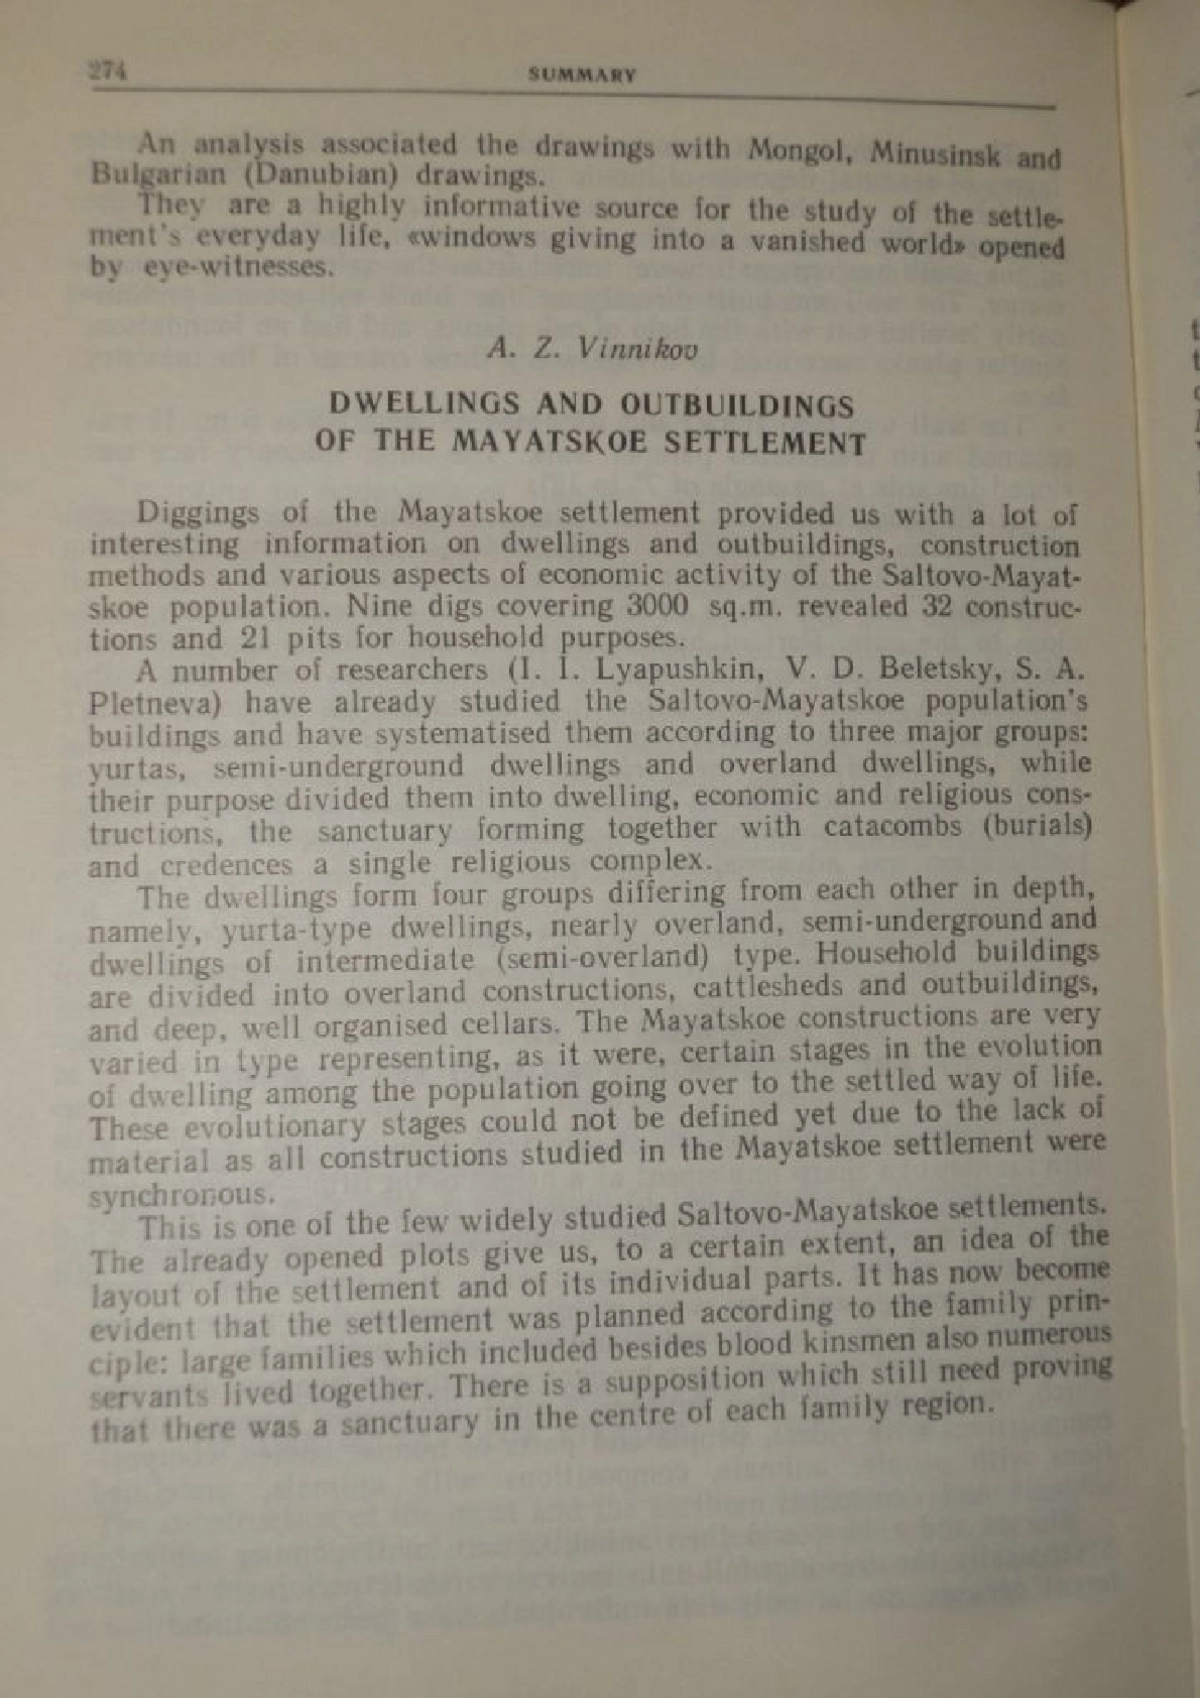 274
SUMMARY
An analysis associated the drawings with Mongol, Minusinsk and
Bulgarian (Danubian) drawings.
They are a highly informative source for the study of the settle-
ment's everyday life, «windows giving into a vanished world» opened
by eye-witnesses.
A. Z. Vinnikov
DWELLINGS AND OUTBUILDINGS
OF THE MAYATSKOE SETTLEMENT
Diggings of the Mayatskoe settlement provided us with a lot of
interesting information on dwellings and outbuildings, construction
methods and various aspects of economic activity of the Saltovo-Mayat-
skoe population. Nine digs covering 3000 sq.m. revealed 32 construc-
tions and 21 pits for household purposes.
A number of researchers (I. I. Lyapushkin, V. D. Beletsky, S. A.
Pletneva) have already studied the Saltovo-Mayatskoe population's
buildings and have systematised them according to three major groups:
yurtas, semi-underground dwellings and overland dwellings, while
their purpose divided them into dwelling, economic and religious cons-
tructions, the sanctuary forming together with catacombs (burials)
and credences a single religious complex.
The dwellings form four groups differing from each other in depth,
namely, yurta-type dwellings, nearly overland, semi-underground and
dwellings of intermediate (semi-overland) type. Household buildings
are divided into overland constructions, cattlesheds and outbuildings,
and deep, well organised cellars. The Mayatskoe constructions are very
varied in type representing, as it were, certain stages in the evolution
of dwelling among the population going over to the settled way of life.
These evolutionary stages could not be defined yet due to the lack of
material as all constructions studied in the Mayatskoe settlement were
synchronous.
This is one of the few widely studied Saltovo-Mayatskoe settlements.
The already opened plots give us, to a certain extent, an idea of the
layout of the settlement and of its individual parts. It has now become
evident that the settlement was planned according to the family prin-
ciple: large families which included besides blood kinsmen also numerous
servants lived together. There is a supposition which still need proving
that there was a sanctuary in the centre of each family region.